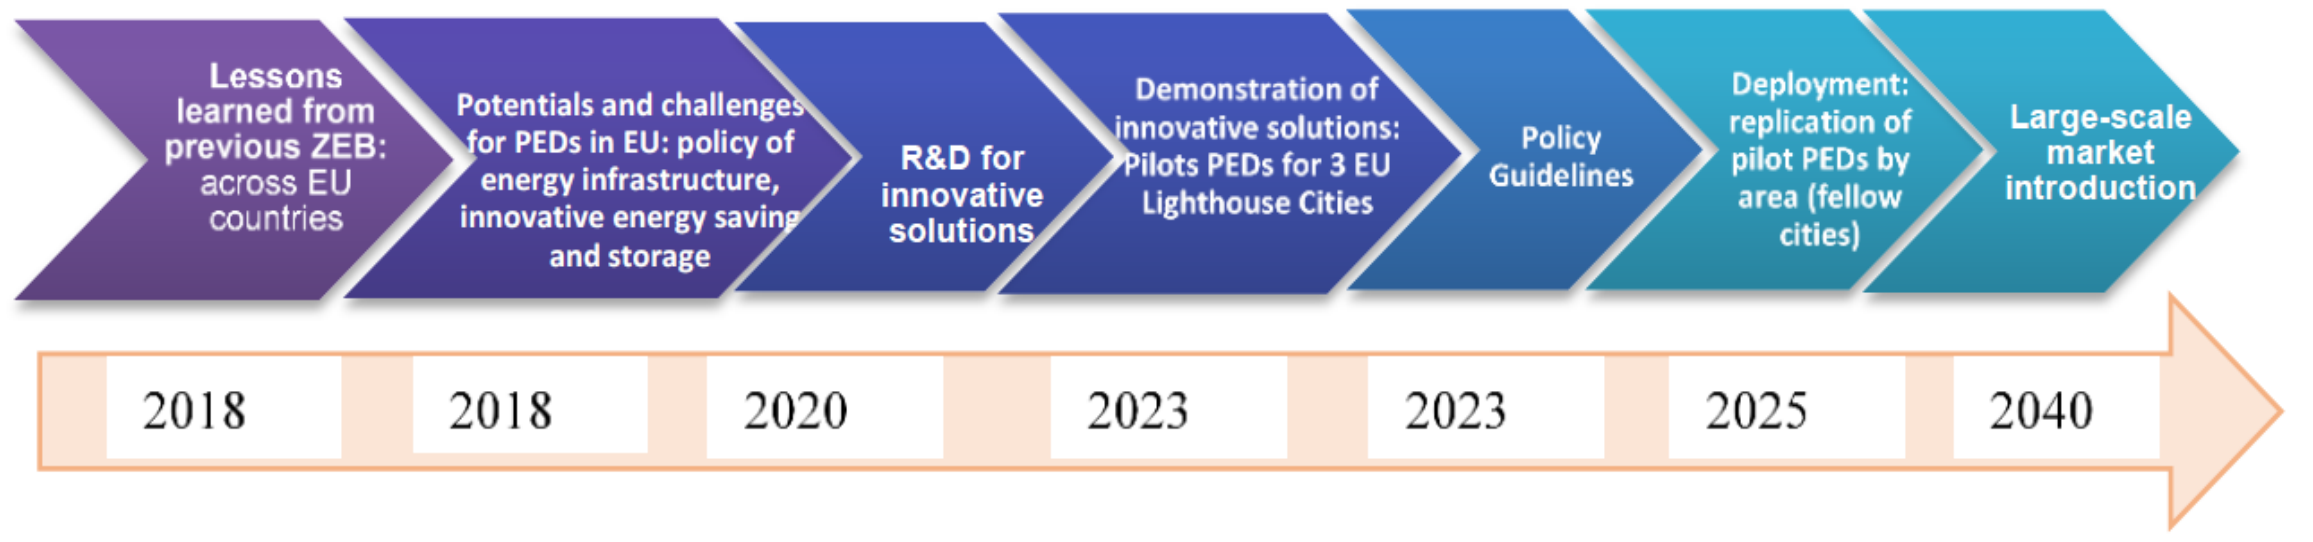 Lessons
learned from
previous ZEB:
across EU
countries
Potentials and challenges
for PEDs in EU: policy of
energy infrastructure,
innovative energy saving
and storage
R&D for
innovative
solutions
Demonstration of
innovative solutions:
Pilots PEDs for 3 EU
Lighthouse Cities
Policy
Guidelines
Deployment:
replication of
pilot PEDs by
area (fellow
cities)
Large-scale
market
introduction
2018
2018
2020
2023
2023
2025
2040